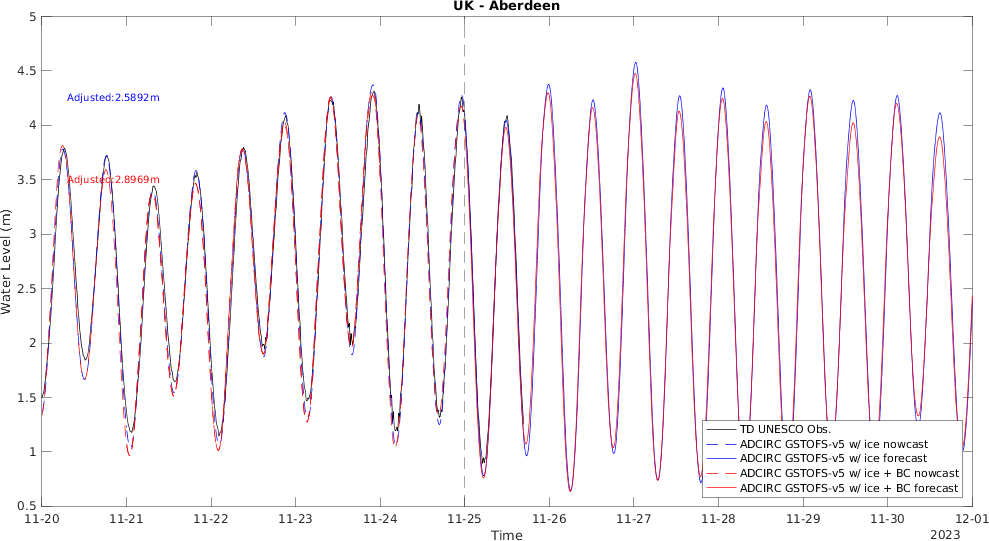 UK - Aberdeen
5
4.5
4
3.5
3
2.5
2
1.5
1
0.5
Water Level (m)
Adjusted:2.5892m
Adjusted:2.8969m
TD UNESCO Obs.
ADCIRC GSTOFS-v5 w/ ice nowcast
ADCIRC GSTOFS-v5 w/ ice forecast
ADCIRC GSTOFS-v5 w/ ice + BC nowcast
ADCIRC GSTOFS-v5 w/ ice + BC forecast
11-20 11-21 11-22 11-23 11-24 11-25 11-26 11-27 11-28 11-29 11-30 12-01
Time
2023